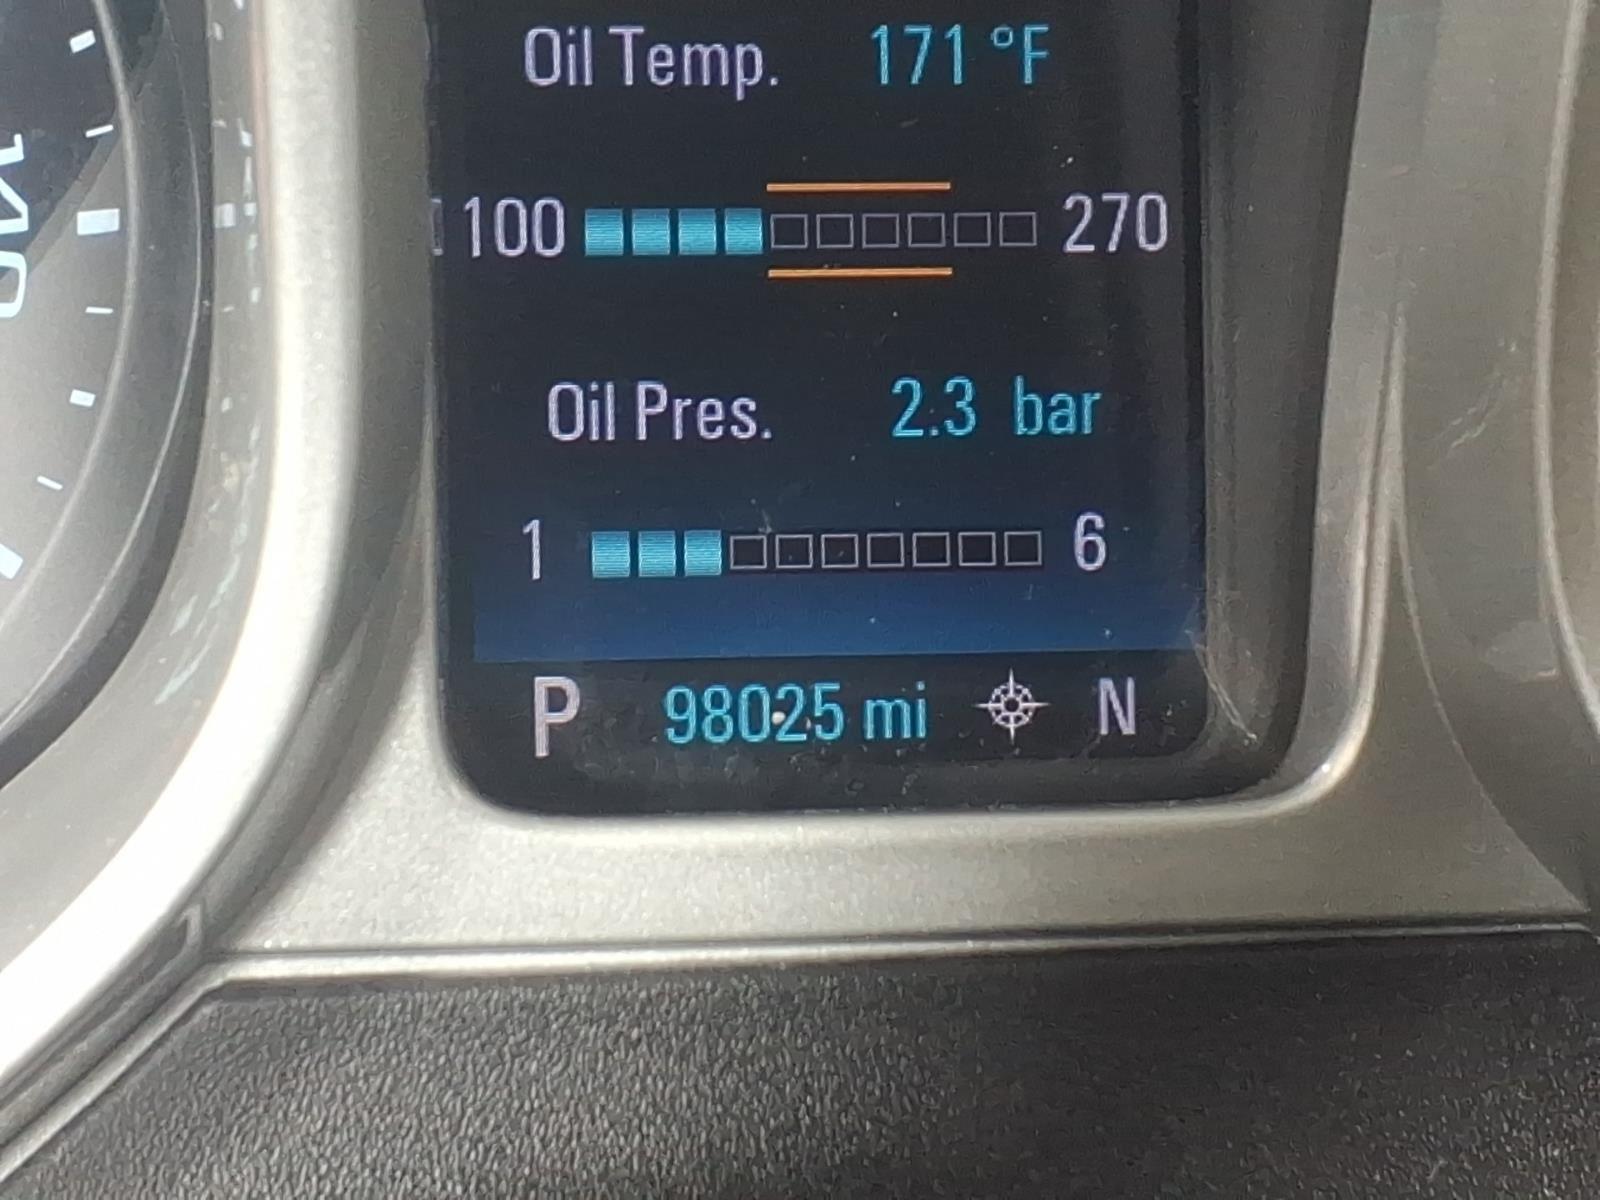 Oil Temp. 171 °F
100 270
Oil Pres. 2.3 bar
1 6
P 98025 mi N